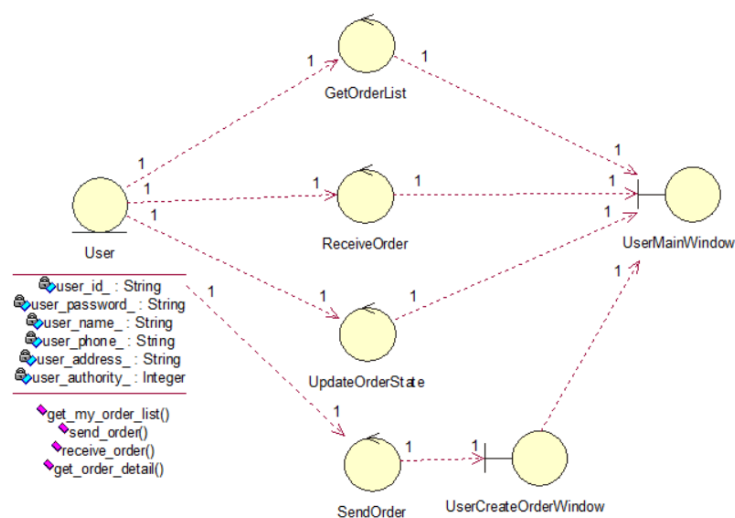 1
1
GetOrderList
1
1
1
1
1
ReceiveOrder
1
1
User
UserMainWindow
user_id_ : String
user_password_ : String
user_name_ : String
user_phone_ : String
user_address_ : String
user_authority_ : Integer
get_my_order_list()
send_order()
receive_order()
get_order_detail()
1
1
1
1
UpdateOrderState
1
1
1
SendOrder
UserCreateOrderWindow